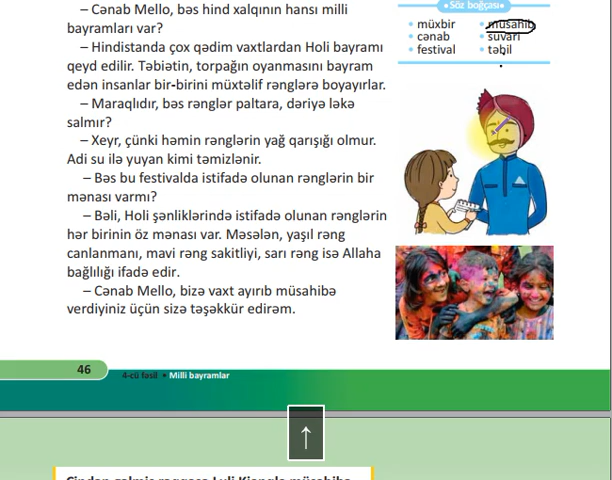 – Cənab Mello, bəs hind xalqının hansı milli
bayramları var?
– Hindistanda çox qədim vaxtlardan Holi bayramı
qeyd edilir. Təbiətin, torpağın oyanmasını bayram
edən insanlar bir-birini müxtəlif rənglərə boyayırlar.
– Maraqlıdır, bəs rənglər paltara, dəriyə ləkə
salmır?
– Xeyr, çünki həmin rənglərin yağ qarışığı olmur.
Adi su ilə yuyan kimi təmizlənir.
– Bəs bu festivalda istifadə olunan rənglərin bir
mənası varmı?
– Bəli, Holi şənliklərində istifadə olunan rənglərin
hər birinin öz mənası var. Məsələn, yaşıl rəng
canlanmanı, mavi rəng sakitliyi, sarı rəng isə Allaha
bağlılığı ifadə edir.
– Cənab Mello, bizə vaxt ayırıb müsahibə
verdiyiniz üçün sizə təşəkkür edirəm.
Söz boğçası
• müxbir
• cənab
• festival
• müsahib
• suvari
• təbil
46
4-cü fəsil • Milli bayramlar